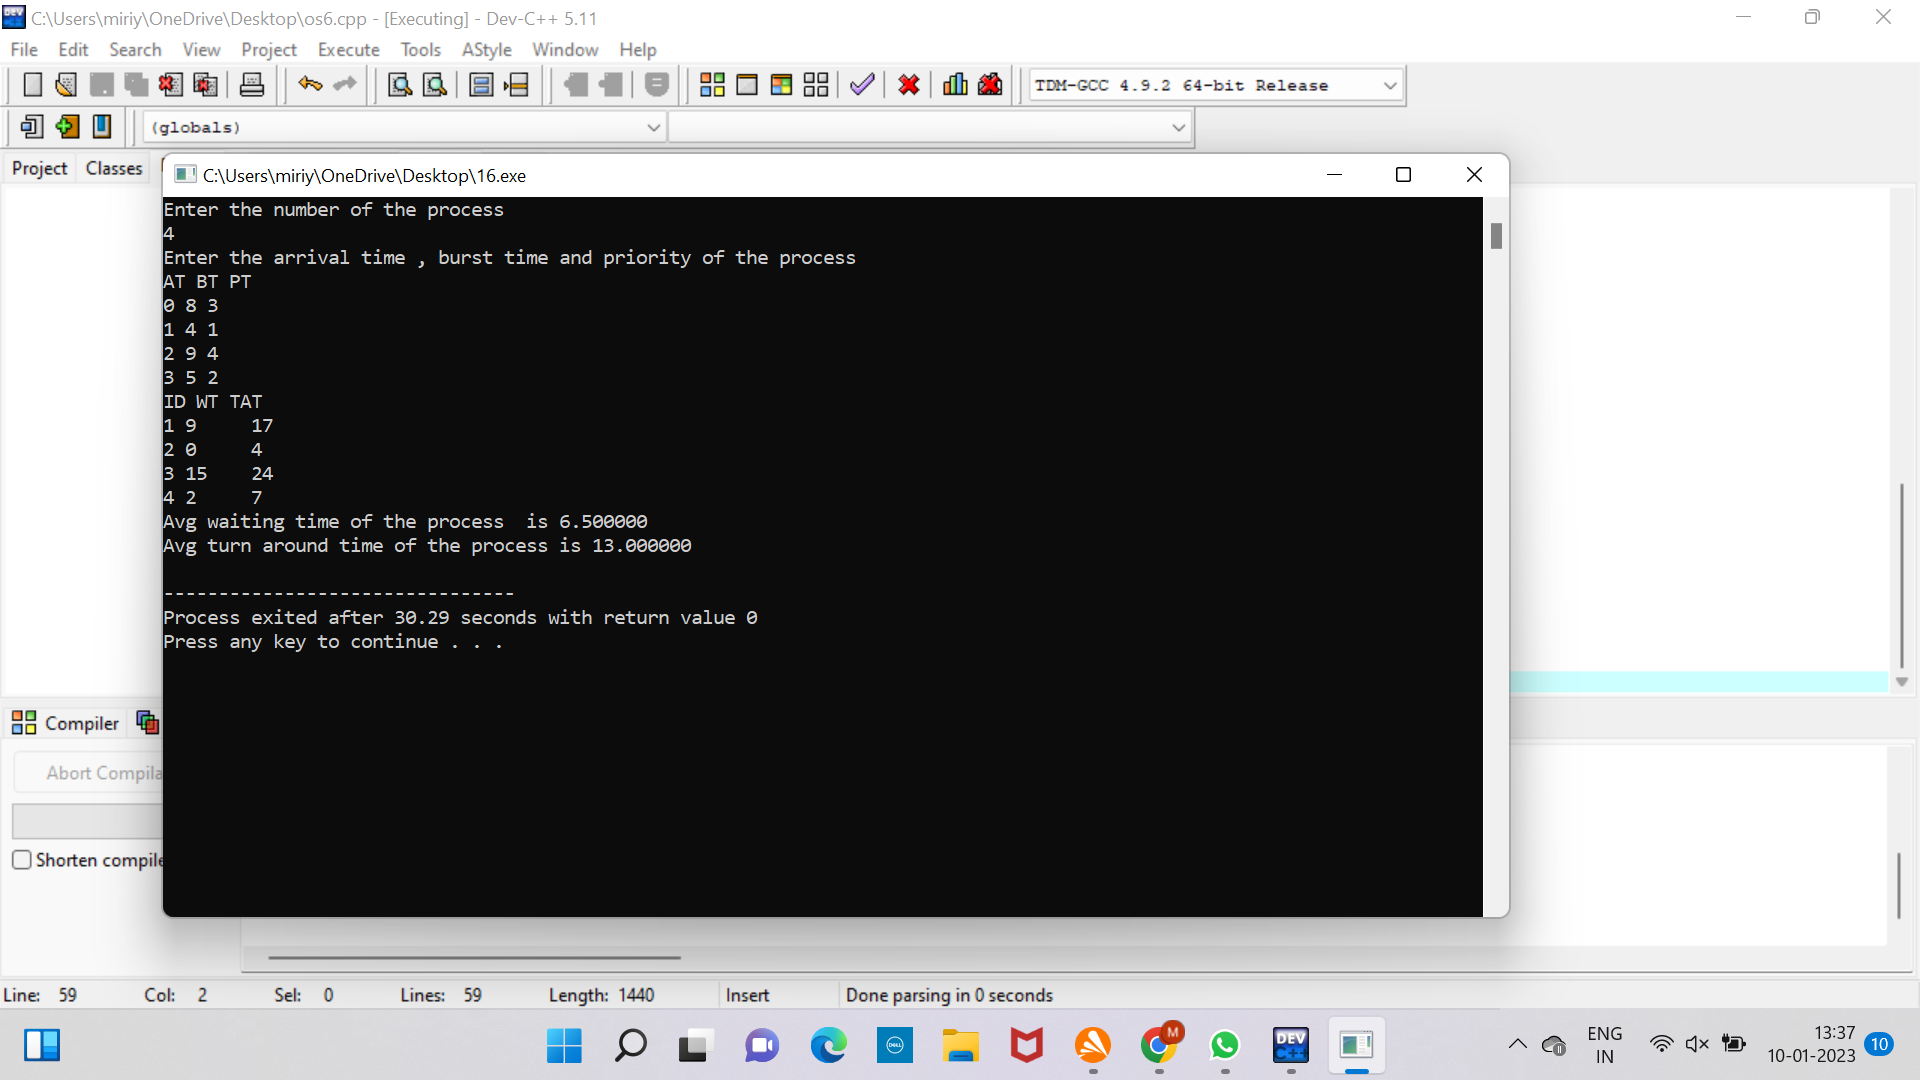 C:\Users\miriy\OneDrive\Desktop\os6.cpp - [Executing] - Dev-C++ 5.11
File Edit Search View Project Execute Tools AStyle Window Help
TDM-GCC 4.9.2 64-bit Release
(globals)
Project Classes
C:\Users\miriy\OneDrive\Desktop\16.exe
Enter the number of the process
4
Enter the arrival time , burst time and priority of the process
AT BT PT
0 8 3
1 4 1
2 9 4
3 5 2
ID WT TAT
1 9 17
2 0 4
3 15 24
4 2 7
Avg waiting time of the process  is 6.500000
Avg turn around time of the process is 13.000000
--------------------------------
Process exited after 30.29 seconds with return value 0
Press any key to continue . . .
Compiler
Abort Compila
Shorten compile
Line: 59 Col: 2 Sel: 0 Lines: 59 Length: 1440 Insert Done parsing in 0 seconds
DELL
M
DEV C++
ENG
IN
13:37
10-01-2023
10